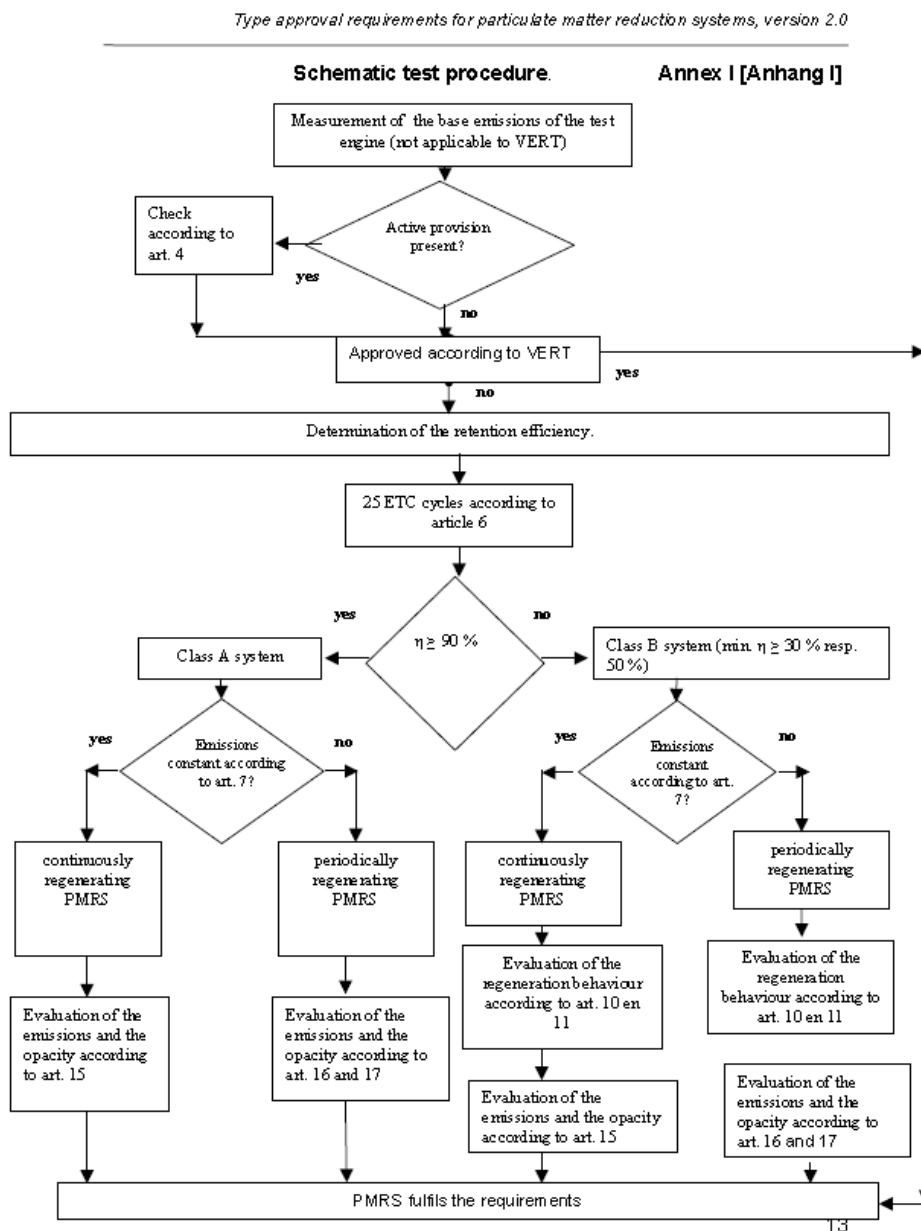 Type approval requirements for particulate matter reduction systems, version 2.0
Schematic test procedure. Annex I [Anhang I]
Measurement of the base emissions of the test
engine (not applicable to VERT)
Active provision
present?
Check
according to
art. 4
yes
no
Approved according to VERT
yes
no
Determination of the retention efficiency.
25 ETC cycles according to
article 6
yes
no
η ≥ 90 %
Class A system
Class B system (min. η ≥ 30 % resp.
50 %)
yes
Emissions
constant according
to art. 7?
no
yes
Emissions
constant
according to art.
7?
no
continuously
regenerating
PMRS
periodically
regenerating
PMRS
continuously
regenerating
PMRS
periodically
regenerating
PMRS
Evaluation of the
regeneration
behaviour according
to art. 10 en
11
Evaluation of the
regeneration
behaviour according to
art. 10 en 11
Evaluation of the
emissions and the
opacity according
to art. 15
Evaluation of the
emissions and the
opacity according to
art. 16 and 17
Evaluation of the
emissions and the opacity
according to art. 15
Evaluation of the
emissions and the
opacity according to
art. 16 and 17
PMRS fulfils the requirements
13